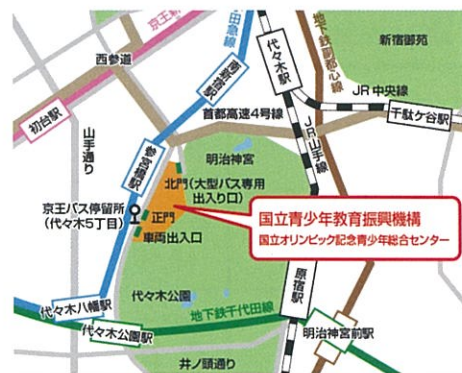 京王新線
小田急線
南新宿駅
西参道
初台駅
山手通り
参宮橋駅
首都高速4号線
代々木駅
地下鉄副都心線
新宿御苑
JR中央線
千駄ケ谷駅
JR山手線
明治神宮
北門(大型バス専用
出入り口)
京王バス停留所
(代々木5丁目)
正門
車両出入口
国立青少年教育振興機構
国立オリンピック記念青少年総合センター
原宿駅
代々木公園
代々木八幡駅
代々木公園駅
地下鉄千代田線
明治神宮前駅
井ノ頭通り